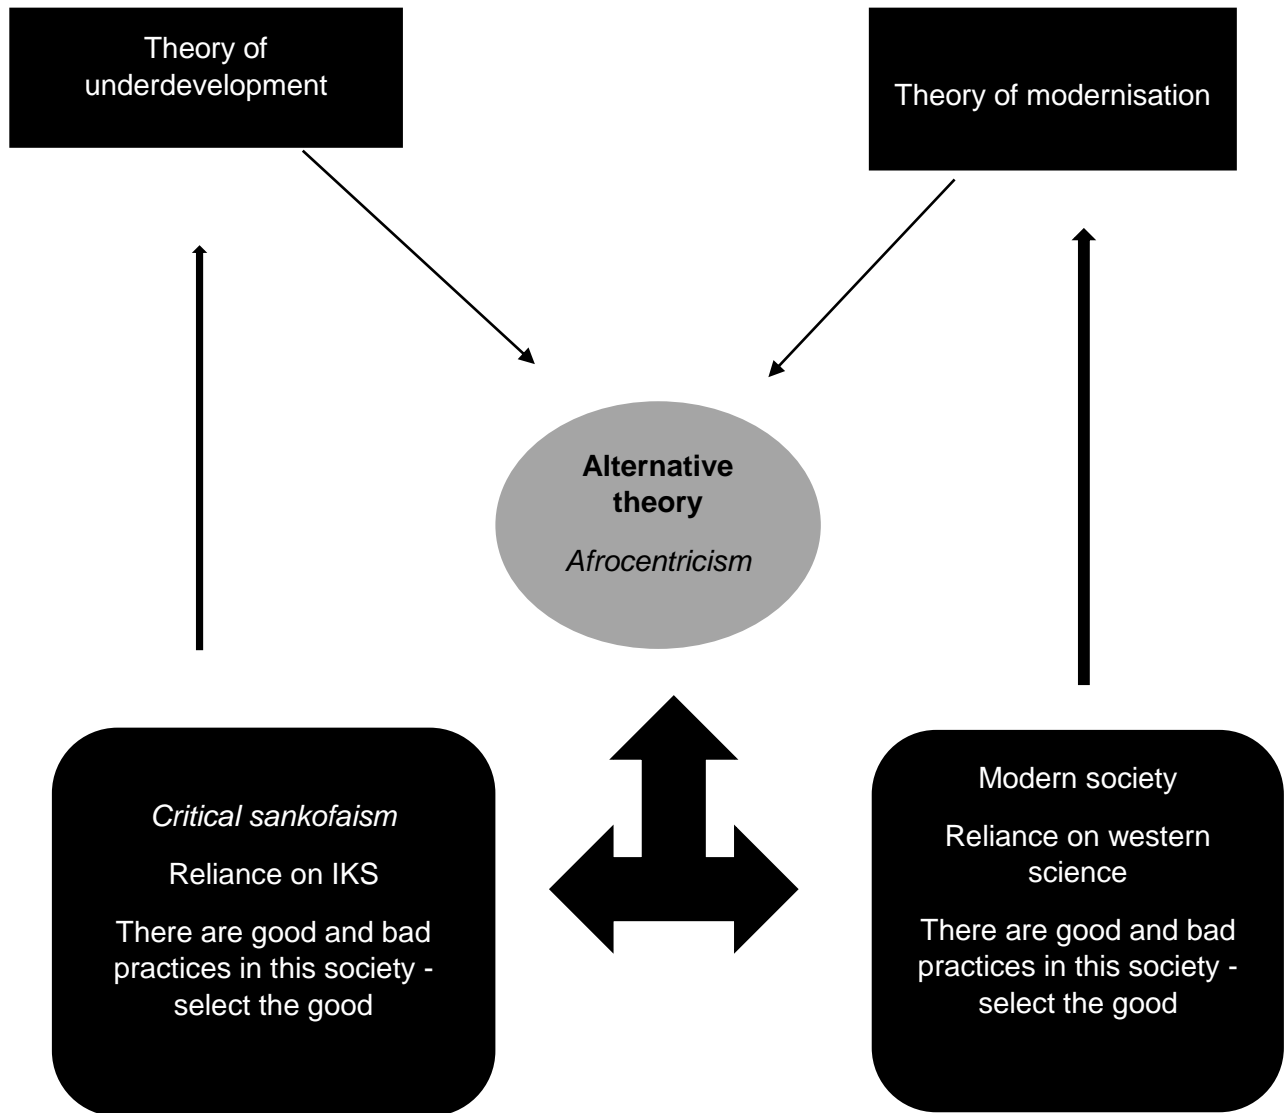 Theory of
underdevelopment
Theory of modernisation
Alternative
theory
Afrocentricism
Critical sankofaism
Reliance on IKS
There are good and bad
practices in this society -
select the good
Modern society
Reliance on western
science
There are good and bad
practices in this society -
select the good